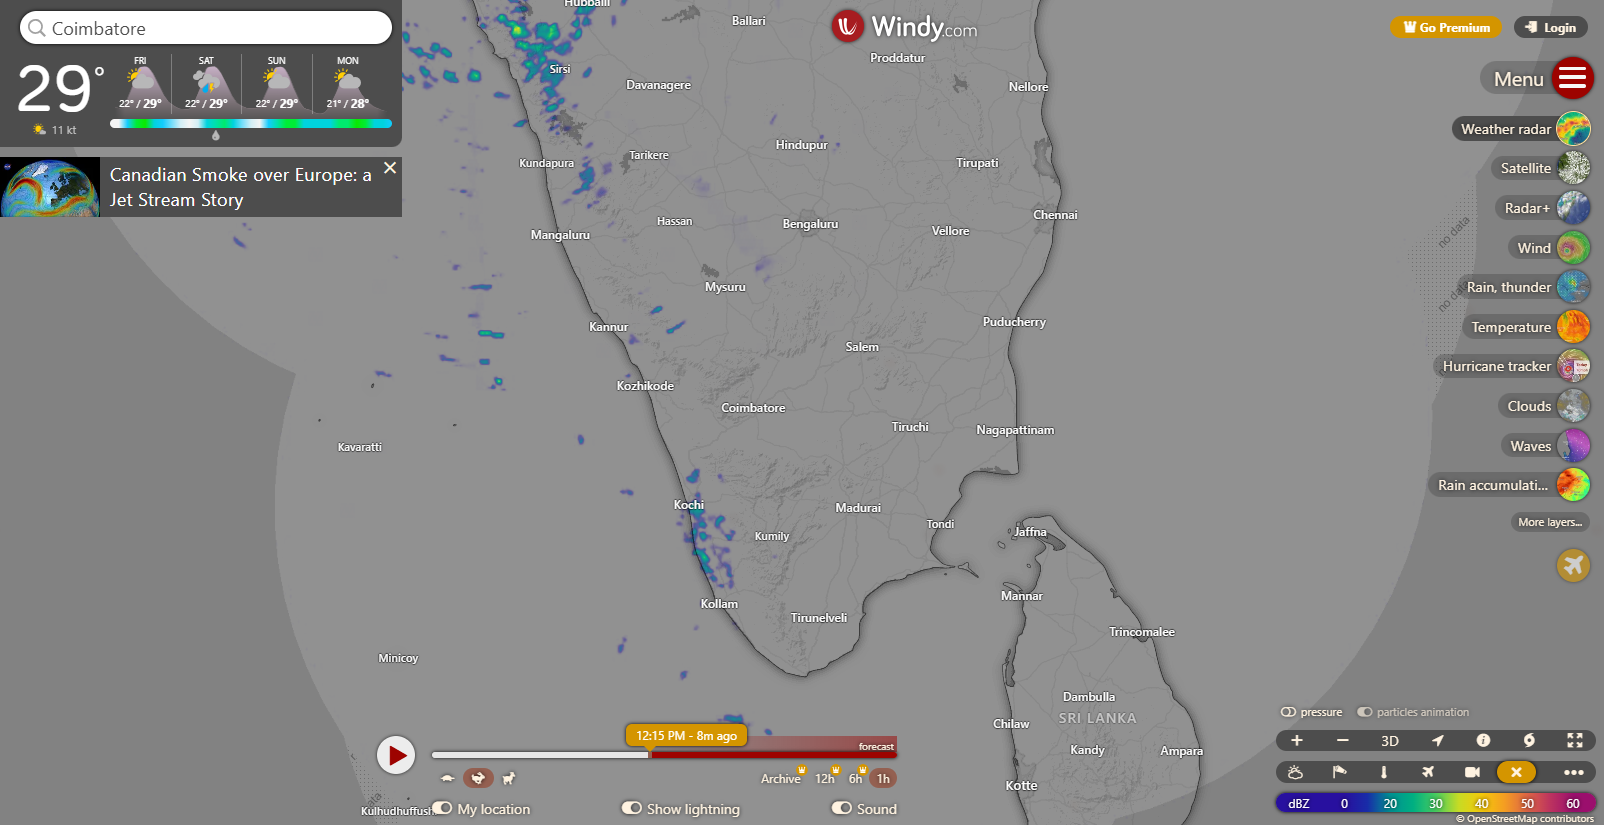 Coimbatore
29°
11 kt
FRI
22° / 29°
SAT
22° / 29°
SUN
22° / 29°
MON
21° / 28°
Canadian Smoke over Europe: a
Jet Stream Story
Windy.com
Go Premium
Login
Menu
Weather radar
Satellite
Radar+
Wind
Rain, thunder
Temperature
Hurricane tracker
Clouds
Waves
Rain accumulati...
More layers...
no data
no data
Hubballi
Ballari
Proddatur
Sirsi
Davanagere
Nellore
Kundapura
Tarikere
Hindupur
Tirupati
Mangaluru
Hassan
Bengaluru
Vellore
Chennai
Mysuru
Kannur
Puducherry
Salem
Kozhikode
Coimbatore
Tiruchi
Nagapattinam
Kavaratti
Kochi
Madurai
Kumily
Tondi
Jaffna
Kollam
Tirunelveli
Mannar
Trincomalee
Minicoy
Dambulla
SRI LANKA
Chilaw
Kandy
Ampara
Kotte
no data
Kulhudhuffushi
12:15 PM - 8m ago
forecast
Archive
12h
6h
1h
My location
Show lightning
Sound
pressure
particles animation
+
−
3D
dBZ 0 20 30 40 50 60
© OpenStreetMap contributors